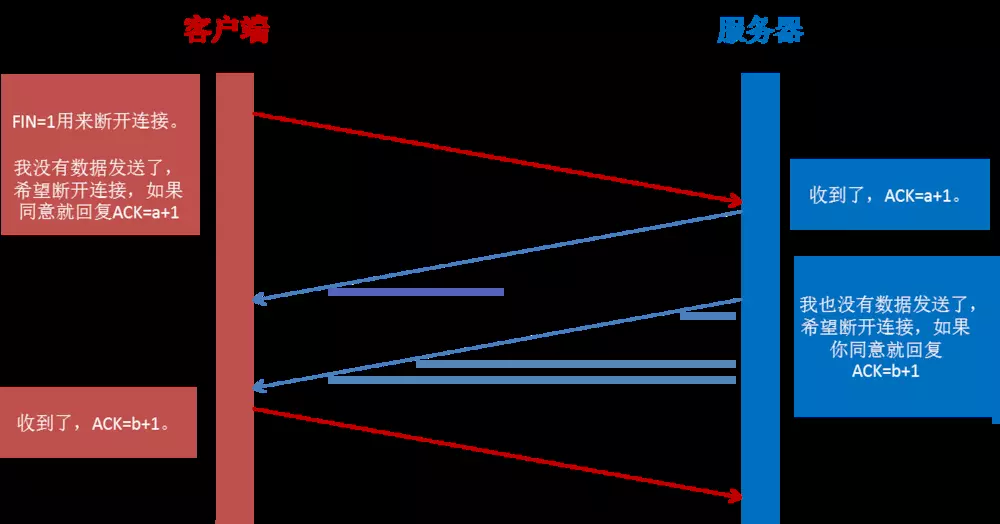 客户端
服务器
FIN=1用来断开连接。
我没有数据发送了，
希望断开连接，如果
同意就回复ACK=a+1
收到了，ACK=a+1。
我也没有数据发送了，
希望断开连接，如果
你同意就回复
ACK=b+1
收到了，ACK=b+1。